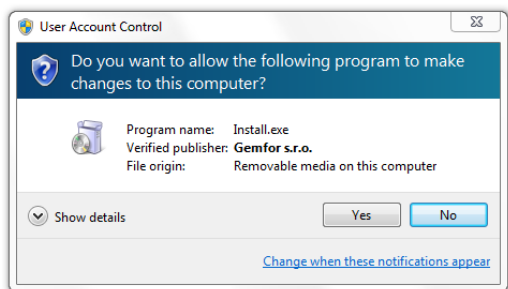 User Account Control
Do you want to allow the following program to make
changes to this computer?
Program name: Install.exe
Verified publisher: Gemfor s.r.o.
File origin: Removable media on this computer
Show details
Yes
No
Change when these notifications appear